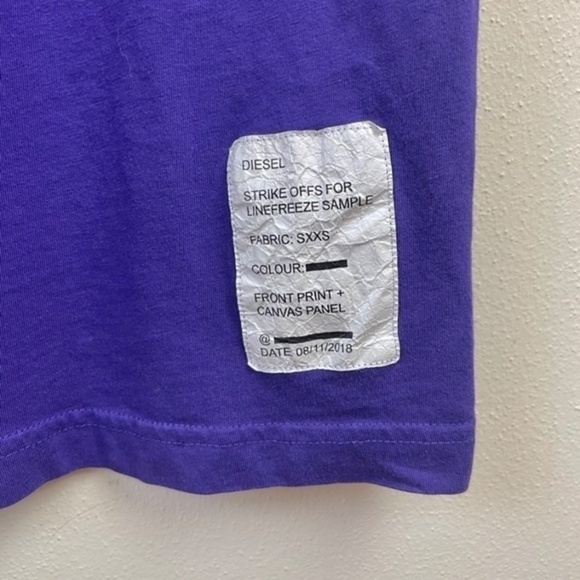 DIESEL
STRIKE OFFS FOR
LINEFREEZE SAMPLE
FABRIC: SXXS
COLOUR:
FRONT PRINT +
CANVAS PANEL
@
DATE 08/11/2018